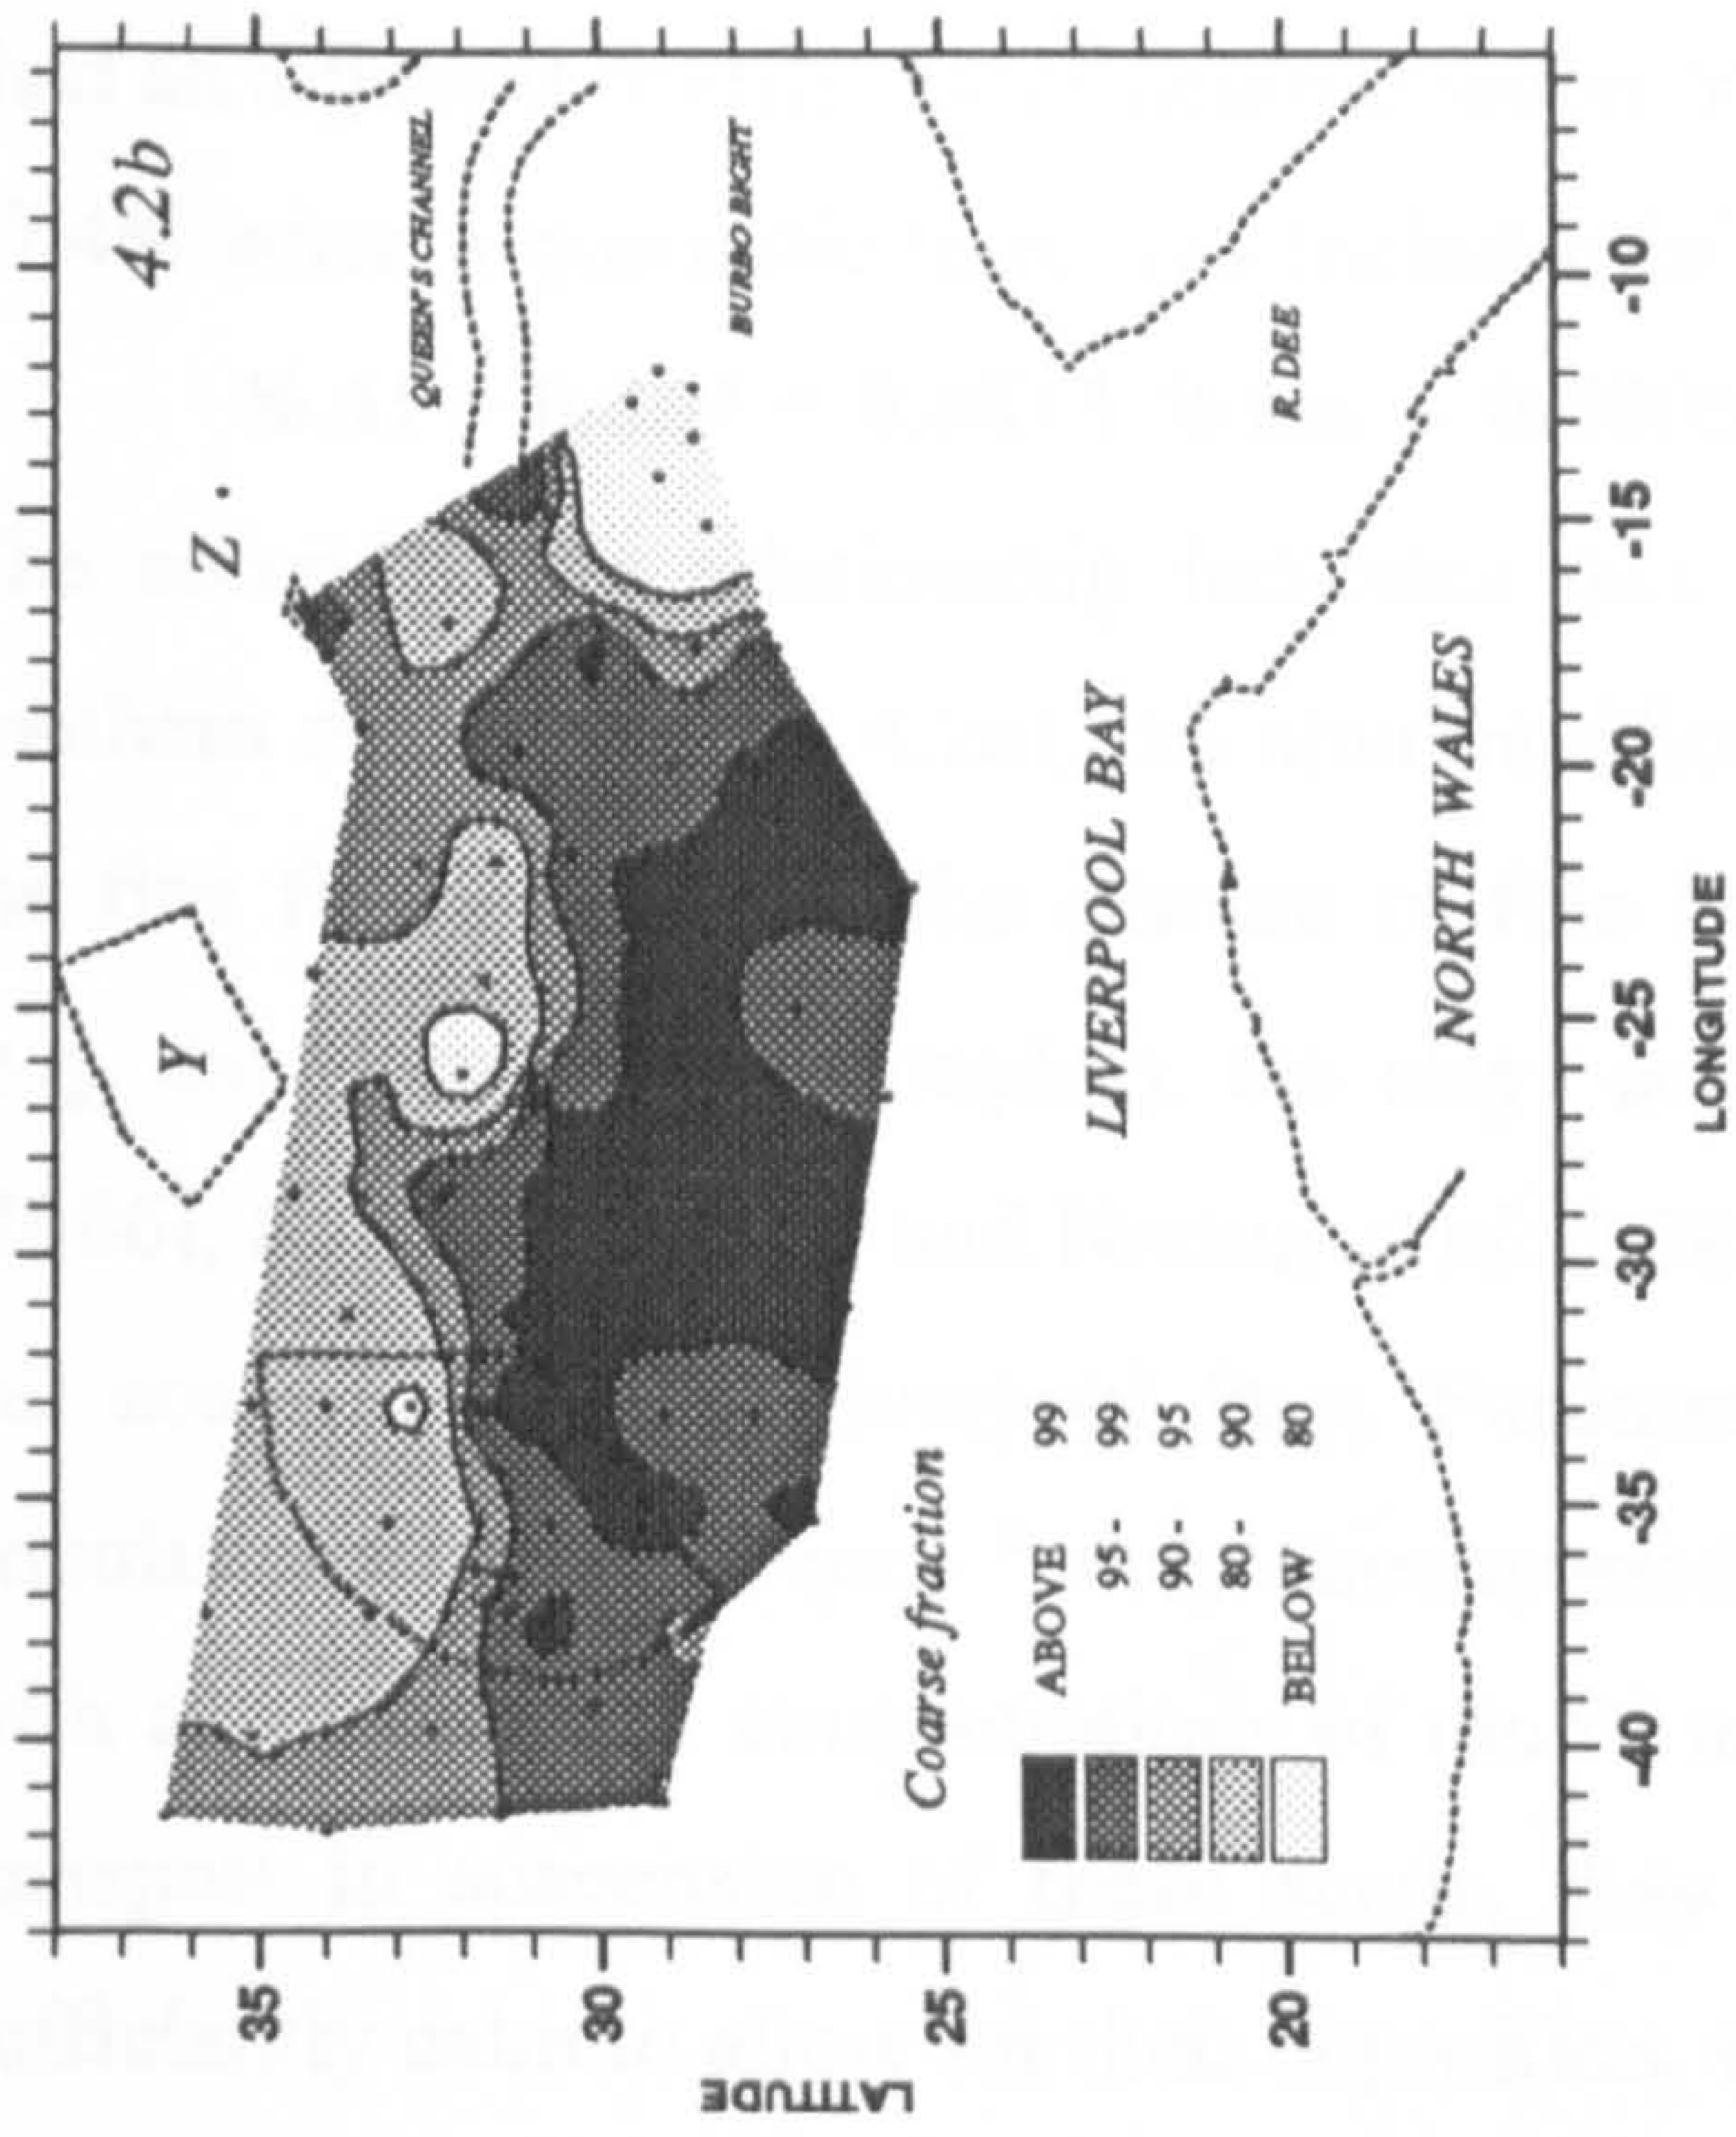 4.2b
QUEEN'S CHANNEL
BURBO BIGHT
R. DEE
Z
Y
LIVERPOOL BAY
NORTH WALES
Coarse fraction
ABOVE 99
95 - 99
90 - 95
80 - 90
BELOW 80
LATITUDE
35
30
25
20
-40
-35
-30
-25
-20
-15
-10
LONGITUDE